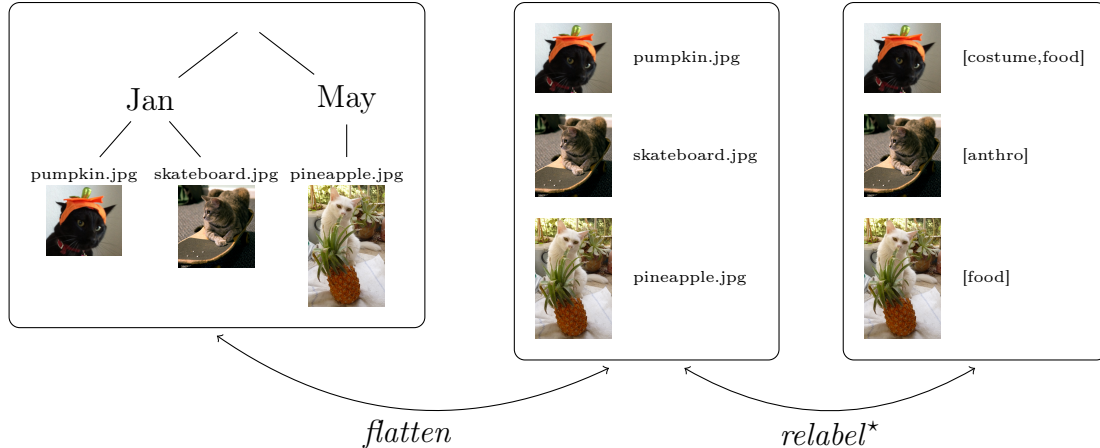 Jan
May
pumpkin.jpg
skateboard.jpg
pineapple.jpg
pumpkin.jpg
skateboard.jpg
pineapple.jpg
[costume,food]
[anthro]
[food]
flatten
relabel*